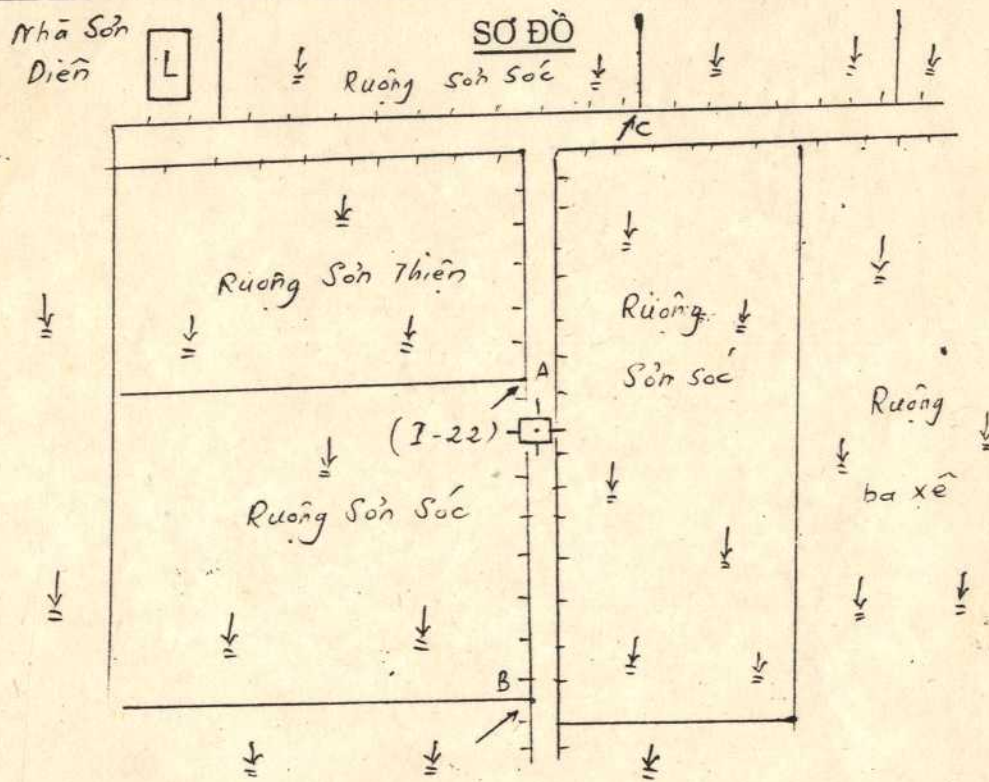 SƠ ĐỒ
Nhà Sơn
Diên
L
Ruộng Sơn Sóc
C
Ruộng Sơn Thiện
Ruộng
Sơn Sóc
A
(I-22)
Ruộng
ba xê
Ruộng Sơn Sóc
B